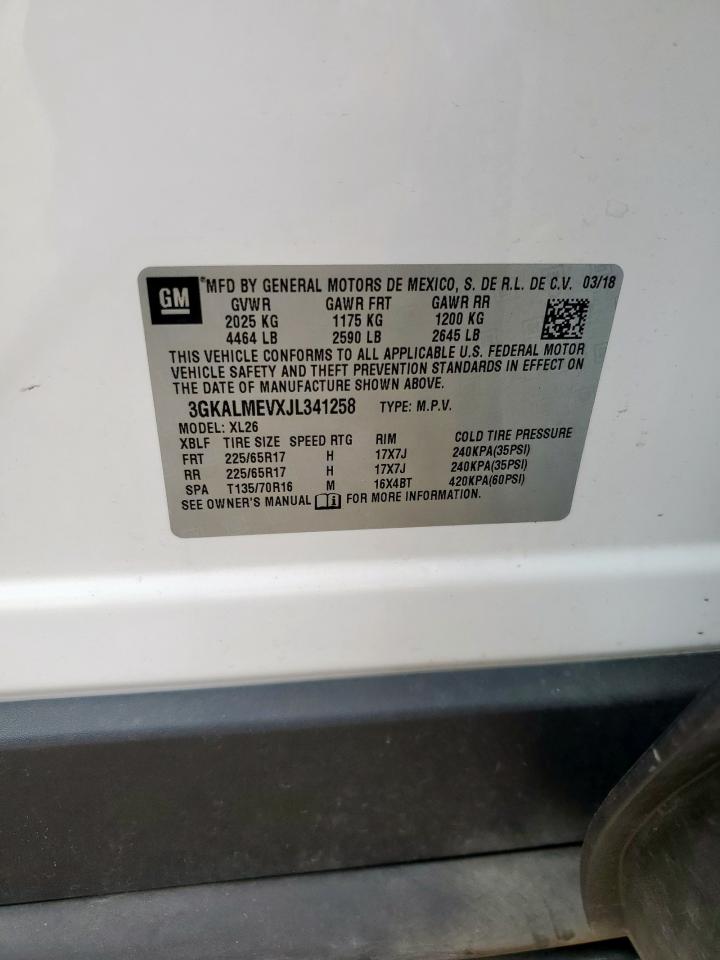 GM *MFD BY GENERAL MOTORS DE MEXICO, S. DE R.L. DE C.V. 03/18
GVWR GAWR FRT GAWR RR
2025 KG 1175 KG 1200 KG
4464 LB 2590 LB 2645 LB
THIS VEHICLE CONFORMS TO ALL APPLICABLE U.S. FEDERAL MOTOR
VEHICLE SAFETY AND THEFT PREVENTION STANDARDS IN EFFECT ON
THE DATE OF MANUFACTURE SHOWN ABOVE.
3GKALMEVXJL341258 TYPE: M.P.V.
MODEL: XL26
XBLF TIRE SIZE SPEED RTG RIM COLD TIRE PRESSURE
FRT 225/65R17 H 17X7J 240KPA(35PSI)
RR 225/65R17 H 17X7J 240KPA(35PSI)
SPA T135/70R16 M 16X4BT 420KPA(60PSI)
SEE OWNER'S MANUAL FOR MORE INFORMATION.